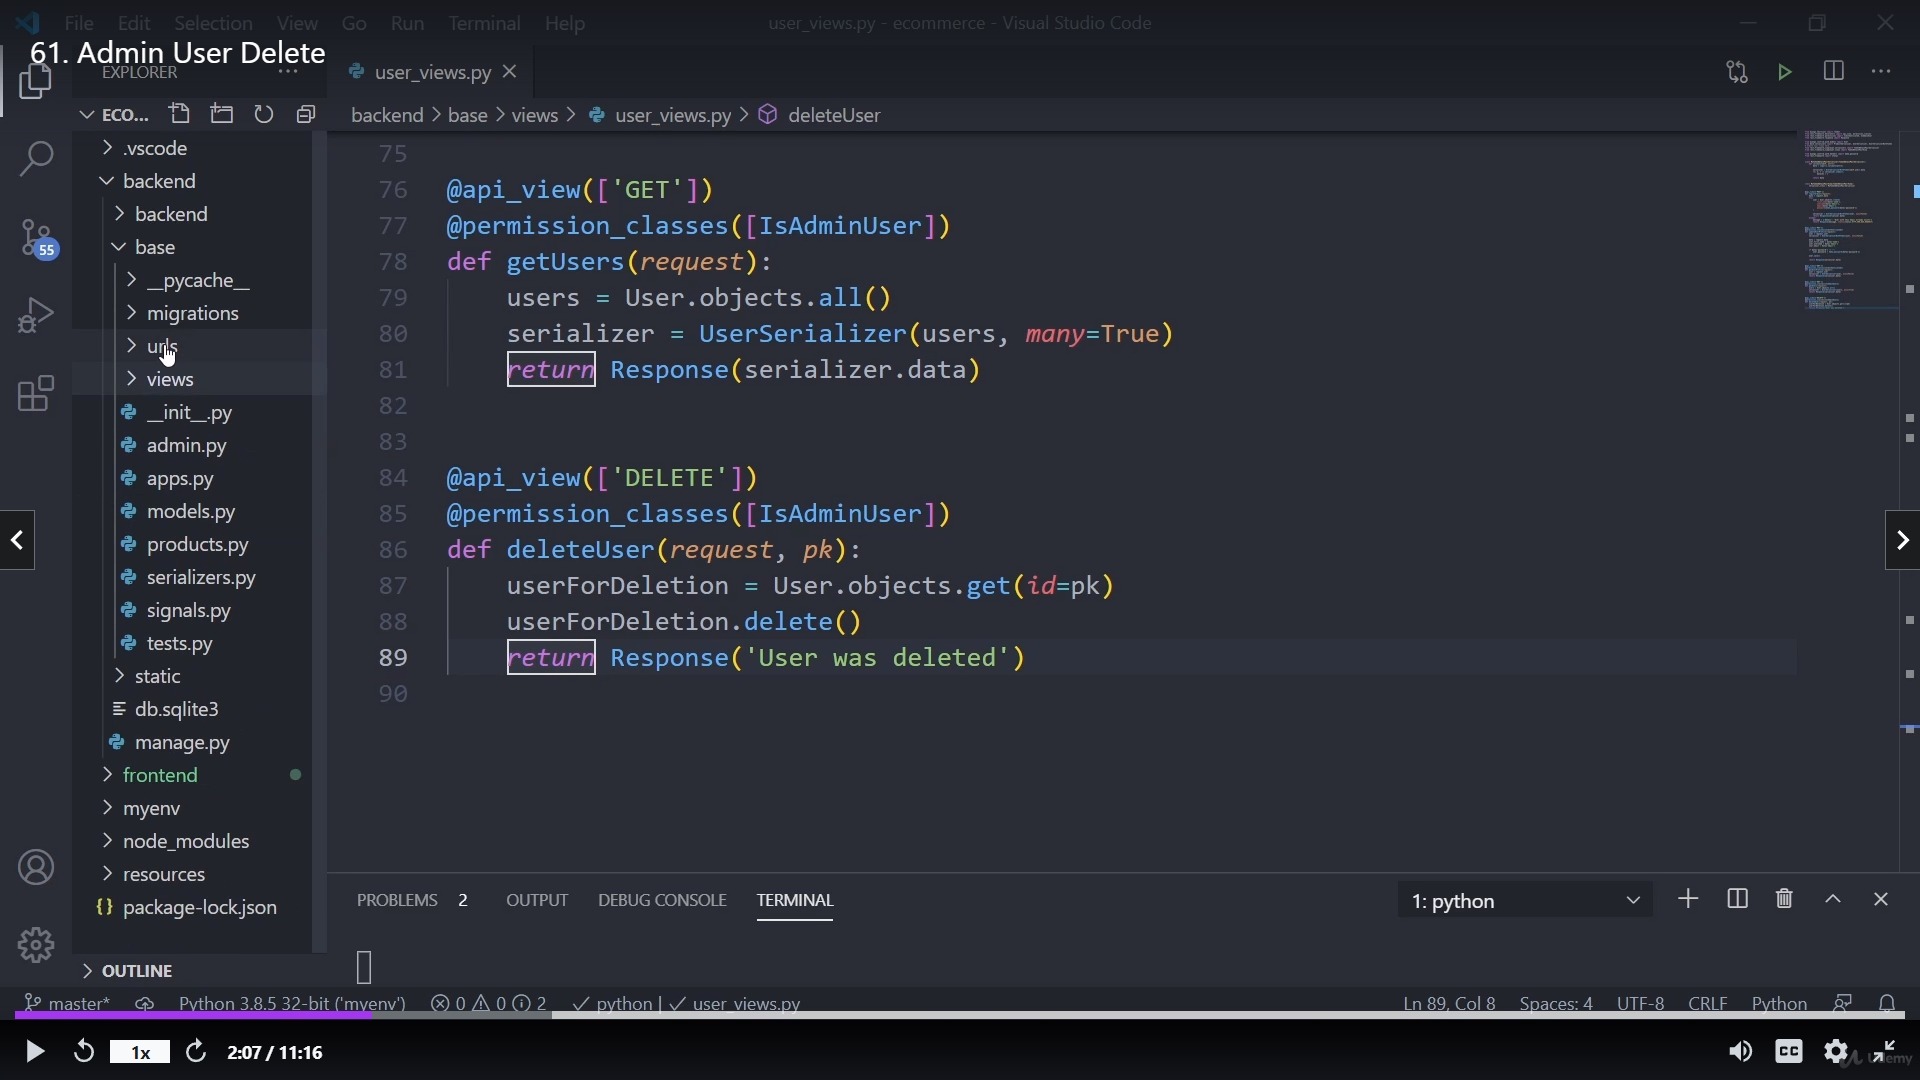 File Edit Selection View Go Run Terminal Help
user_views.py - ecommerce - Visual Studio Code
61. Admin User Delete
EXPLORER ...
user_views.py
ECO...
backend > base > views > user_views.py > deleteUser
.vscode
backend
backend
base
__pycache__
migrations
urls
views
__init__.py
admin.py
apps.py
models.py
products.py
serializers.py
signals.py
tests.py
static
db.sqlite3
manage.py
frontend
myenv
node_modules
resources
{} package-lock.json
OUTLINE
55
75
76 @api_view(['GET'])
77 @permission_classes([IsAdminUser])
78 def getUsers(request):
79 users = User.objects.all()
80 serializer = UserSerializer(users, many=True)
81 return Response(serializer.data)
82
83
84 @api_view(['DELETE'])
85 @permission_classes([IsAdminUser])
86 def deleteUser(request, pk):
87 userForDeletion = User.objects.get(id=pk)
88 userForDeletion.delete()
89 return Response('User was deleted')
90
PROBLEMS 2 OUTPUT DEBUG CONSOLE TERMINAL
1: python
master* Python 3.8.5 32-bit ('myenv') 0 0 2 python | user_views.py
Ln 89, Col 8 Spaces: 4 UTF-8 CRLF Python
1x 2:07 / 11:16
CC
Udemy